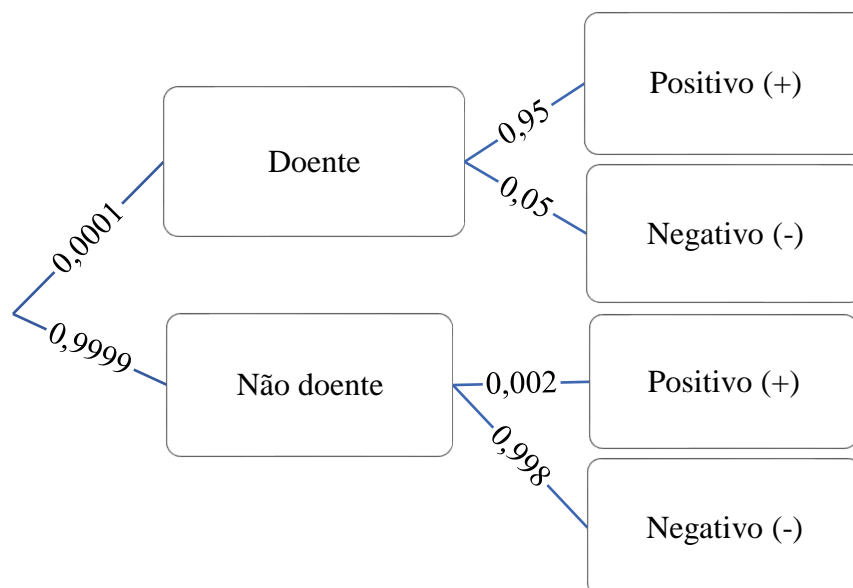 Positivo (+)
0,95
Doente
0,05
Negativo (-)
0,0001
0,9999
Não doente
0,002
Positivo (+)
0,998
Negativo (-)